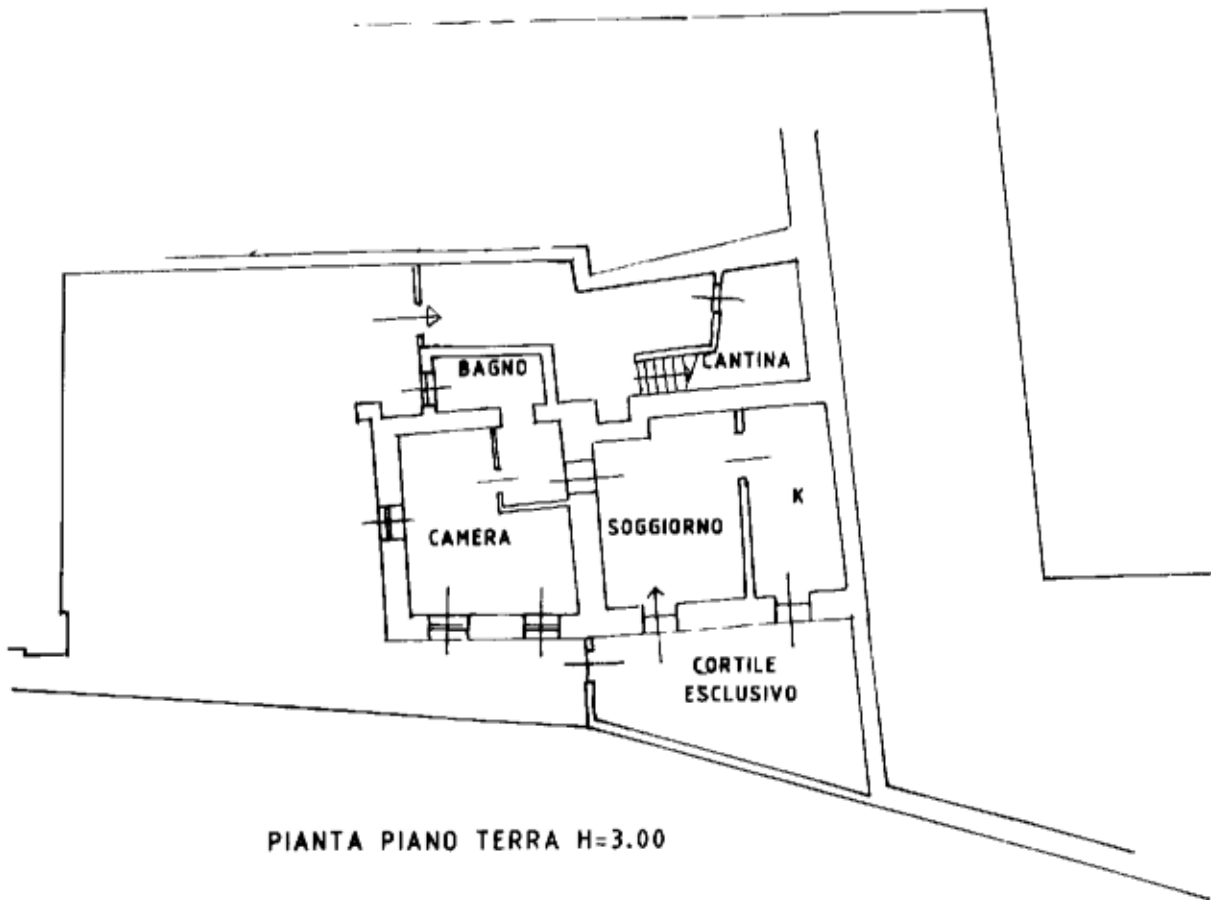 BAGNO
CANTINA
K
SOGGIORNO
CAMERA
CORTILE
ESCLUSIVO
PIANTA PIANO TERRA H=3.00